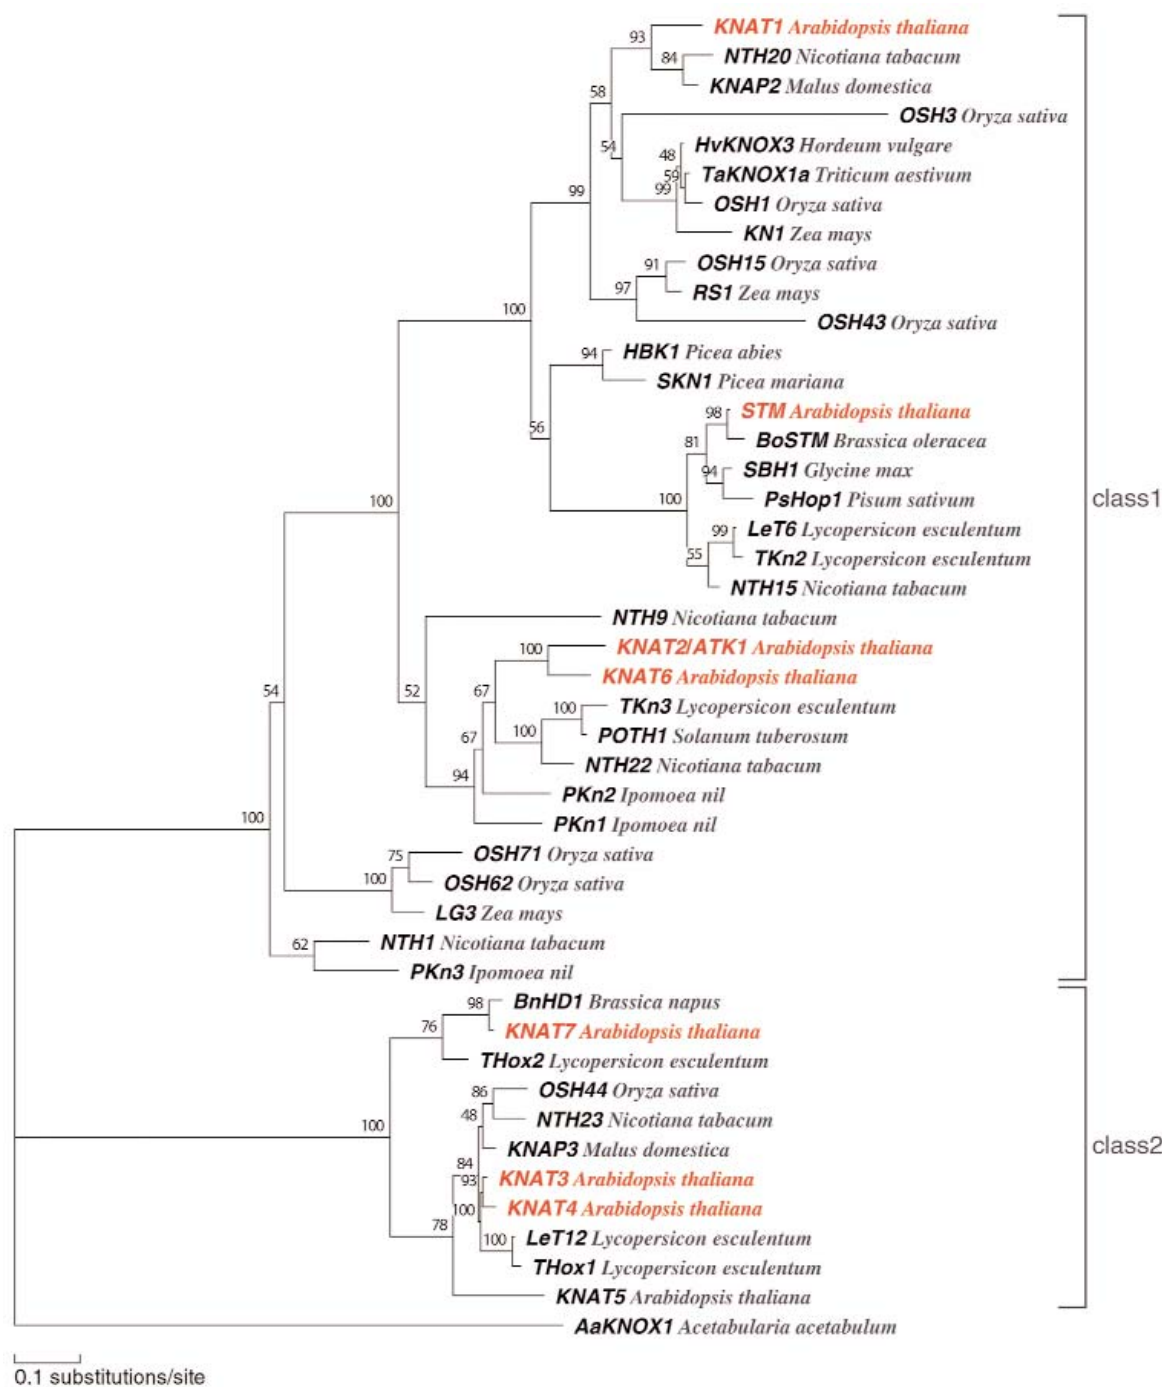 KNAT1 Arabidopsis thaliana
93
84
NTH20 Nicotiana tabacum
KNAP2 Malus domestica
58
OSH3 Oryza sativa
54
HvKNOX3 Hordeum vulgare
48
TaKNOX1a Triticum aestivum
59
99
99
OSH1 Oryza sativa
KN1 Zea mays
91
OSH15 Oryza sativa
97
RS1 Zea mays
100
OSH43 Oryza sativa
94
HBK1 Picea abies
SKN1 Picea mariana
98
STM Arabidopsis thaliana
56
81
BoSTM Brassica oleracea
94
SBH1 Glycine max
100
100
PsHop1 Pisum sativum
class1
99
LeT6 Lycopersicon esculentum
55
TKn2 Lycopersicon esculentum
NTH15 Nicotiana tabacum
NTH9 Nicotiana tabacum
100
KNAT2/ATK1 Arabidopsis thaliana
KNAT6 Arabidopsis thaliana
54
52
67
100
TKn3 Lycopersicon esculentum
67
100
POTH1 Solanum tuberosum
94
NTH22 Nicotiana tabacum
PKn2 Ipomoea nil
100
PKn1 Ipomoea nil
75
OSH71 Oryza sativa
100
OSH62 Oryza sativa
LG3 Zea mays
62
NTH1 Nicotiana tabacum
PKn3 Ipomoea nil
98
BnHD1 Brassica napus
76
KNAT7 Arabidopsis thaliana
THox2 Lycopersicon esculentum
86
OSH44 Oryza sativa
100
48
NTH23 Nicotiana tabacum
KNAP3 Malus domestica
class2
84
93
KNAT3 Arabidopsis thaliana
100
KNAT4 Arabidopsis thaliana
78
100
LeT12 Lycopersicon esculentum
THox1 Lycopersicon esculentum
KNAT5 Arabidopsis thaliana
AaKNOX1 Acetabularia acetabulum
0.1 substitutions/site